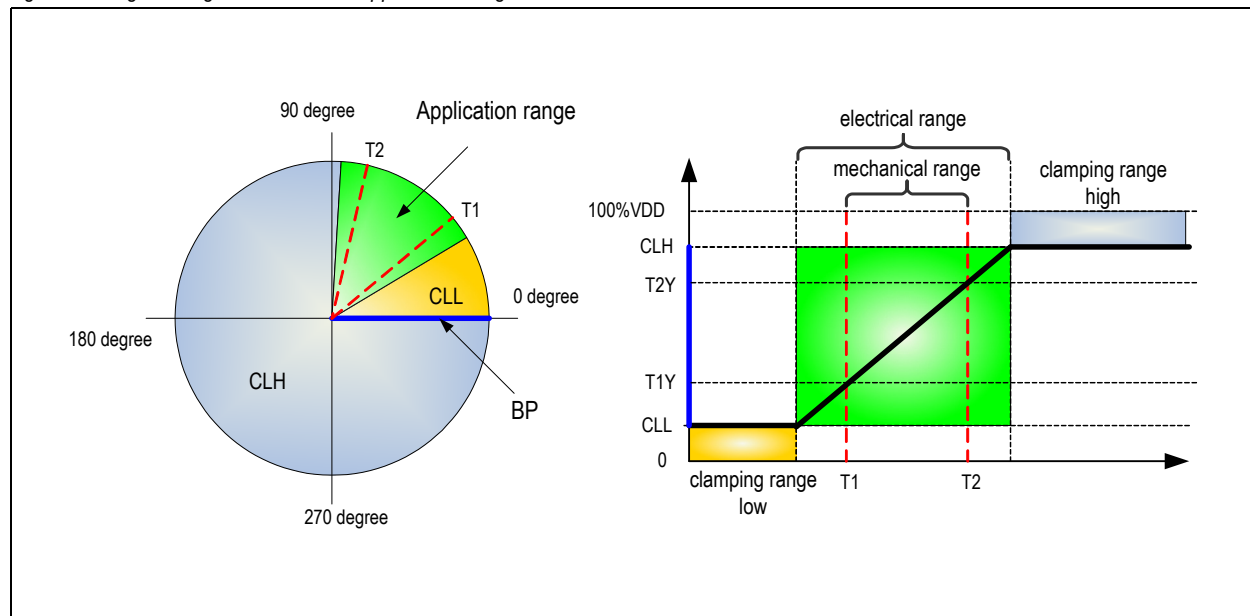 90 degree
Application range
T2
T1
CLL
0 degree
180 degree
CLH
BP
270 degree
electrical range
mechanical range
clamping range
high
100%VDD
CLH
T2Y
T1Y
CLL
0
clamping range
low
T1
T2